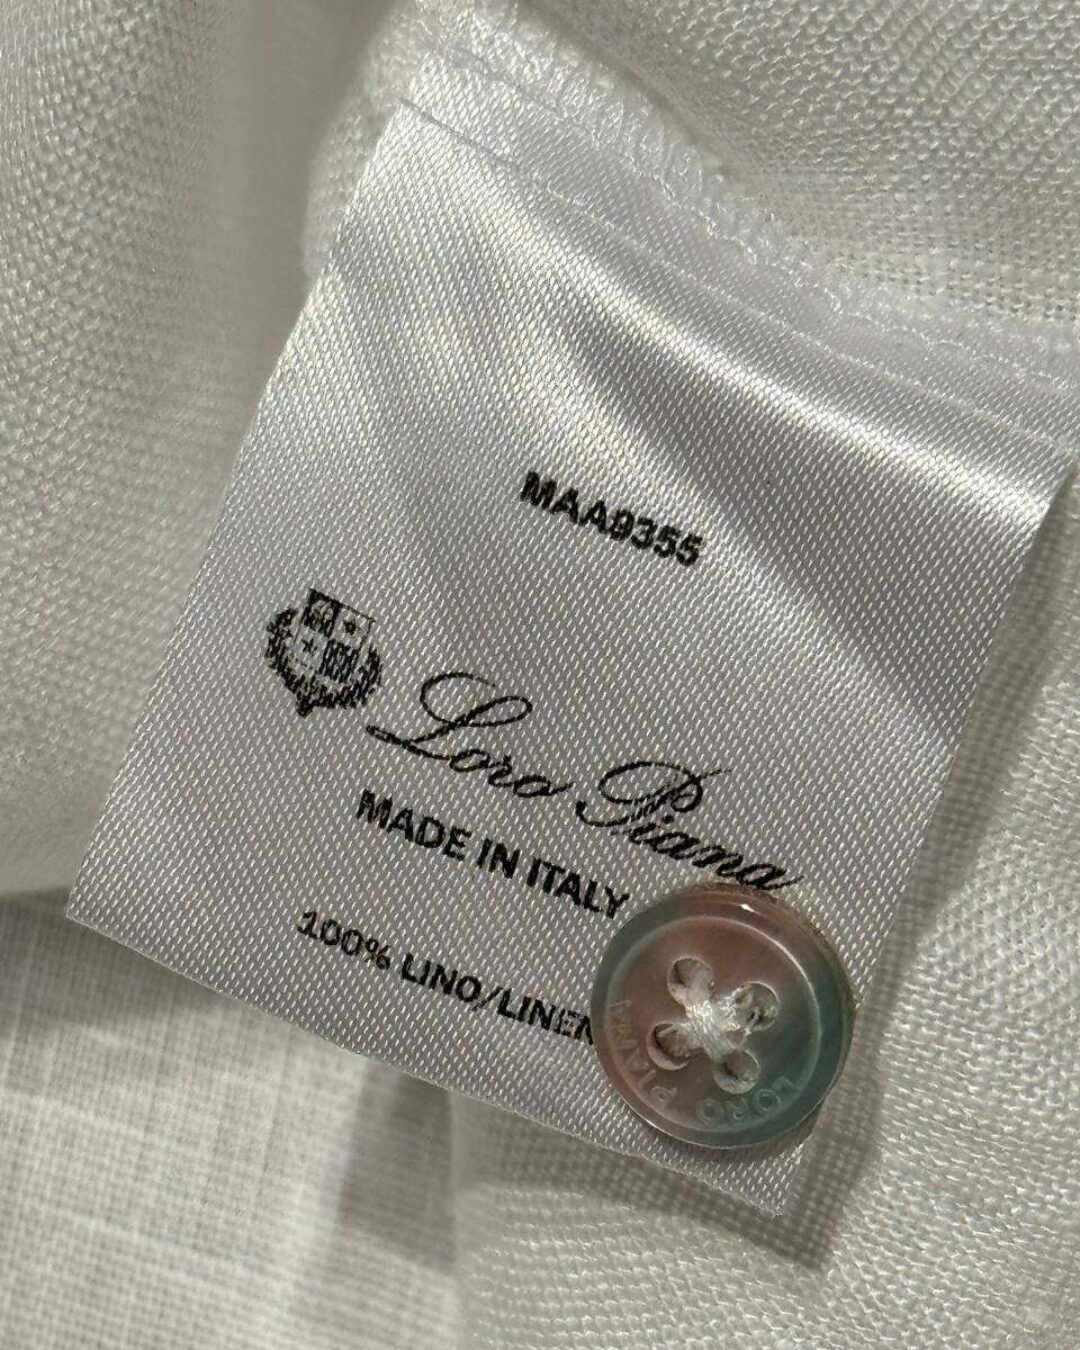 MAA9355
Loro Piana
MADE IN ITALY
100% LINO/LINEN
LORO PIANA